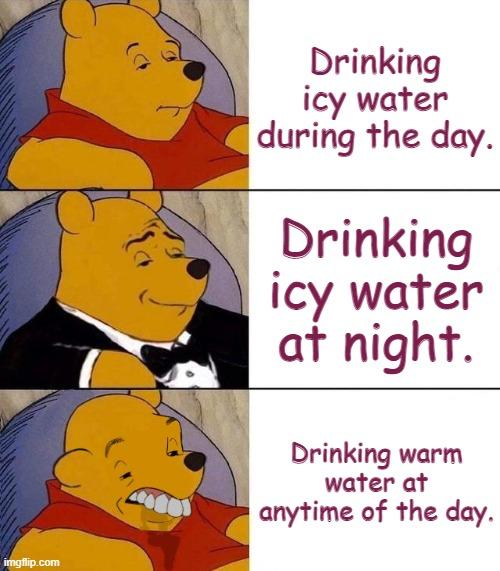 Drinking
icy water
during the day.
Drinking
icy water
at night.
Drinking warm
water at
anytime of the day.
imgflip.com